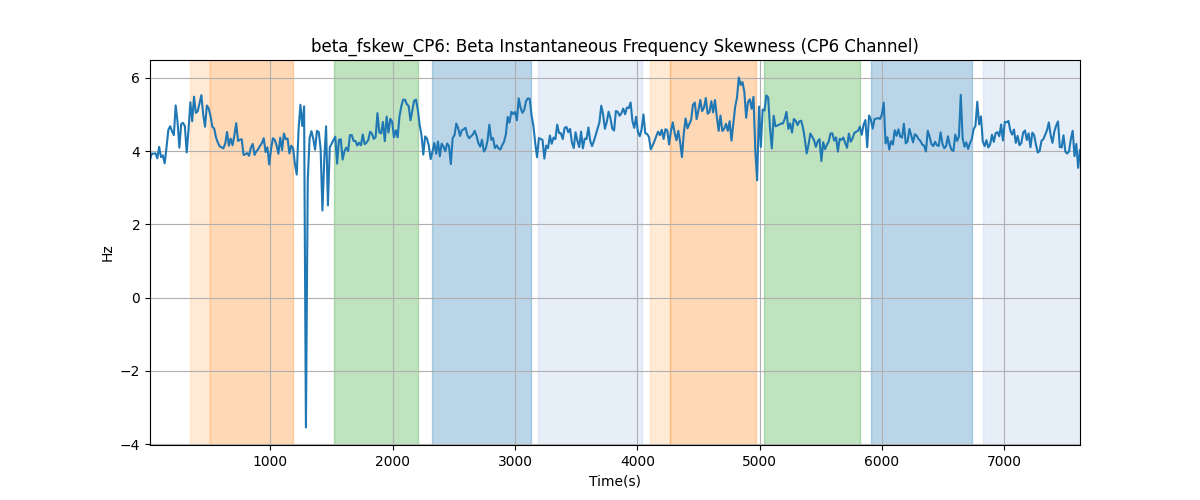 beta_fskew_CP6: Beta Instantaneous Frequency Skewness (CP6 Channel)
Hz
6
4
2
0
−2
−4
1000 2000 3000 4000 5000 6000 7000
Time(s)